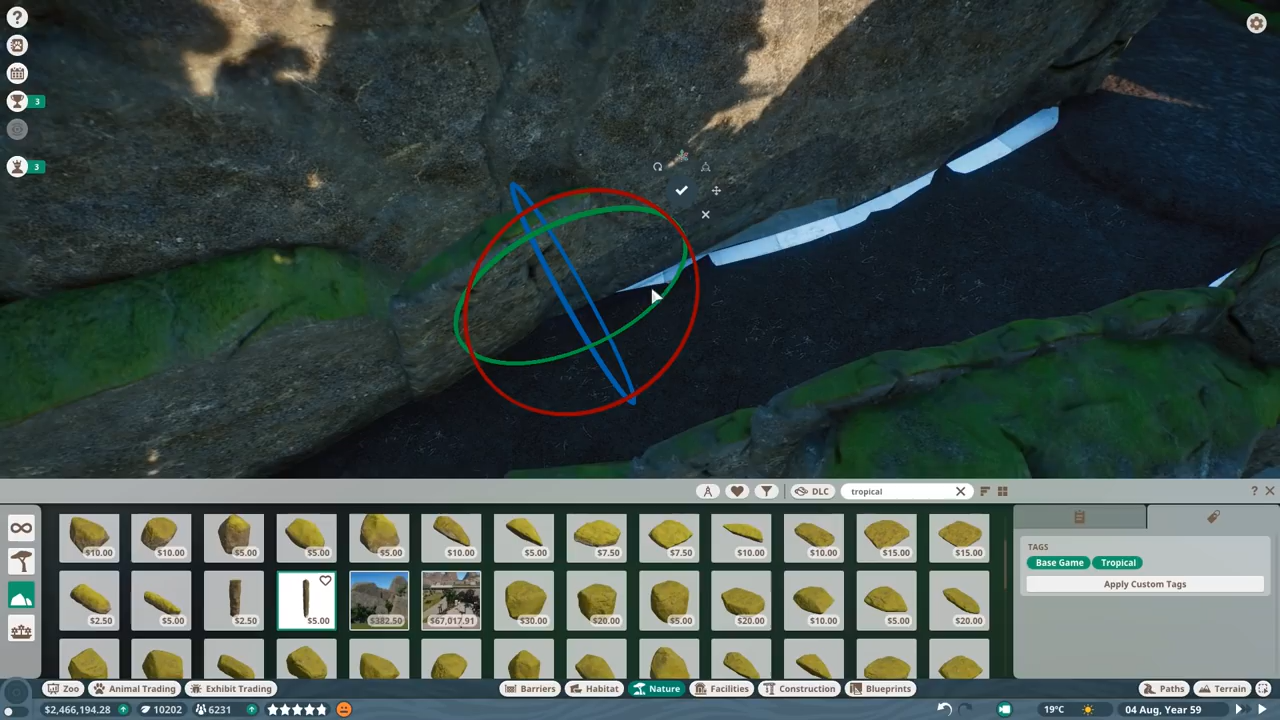 ?
3
3
DLC
tropical
?
$10.00 $10.00 $5.00 $5.00 $5.00 $10.00 $5.00 $7.50 $7.50 $10.00 $10.00 $15.00 $15.00
TAGS
Base Game Tropical
Apply Custom Tags
$2.50 $5.00 $2.50 $5.00 $382.50 $67,017.91 $30.00 $20.00 $5.00 $20.00 $10.00 $5.00 $20.00
Zoo Animal Trading Exhibit Trading Barriers Habitat Nature Facilities Construction Blueprints Paths Terrain
$2,466,194.28 10202 6231 19°C 04 Aug, Year 59